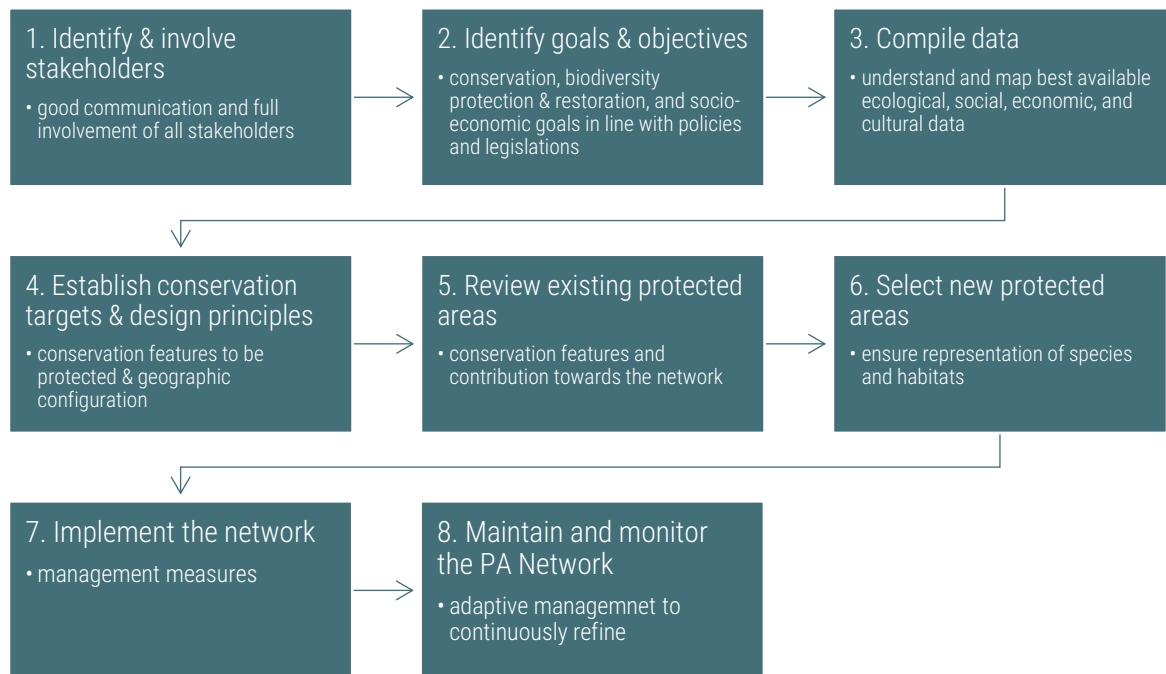 1. Identify & involve
stakeholders
• good communication and full
involvement of all stakeholders
2. Identify goals & objectives
• conservation, biodiversity
protection & restoration, and socio-
economic goals in line with policies
and legislations
3. Compile data
• understand and map best available
ecological, social, economic, and
cultural data
4. Establish conservation
targets & design principles
• conservation features to be
protected & geographic
configuration
5. Review existing protected
areas
• conservation features and
contribution towards the network
6. Select new protected
areas
• ensure representation of species
and habitats
7. Implement the network
• management measures
8. Maintain and monitor
the PA Network
• adaptive managemnet to
continuously refine